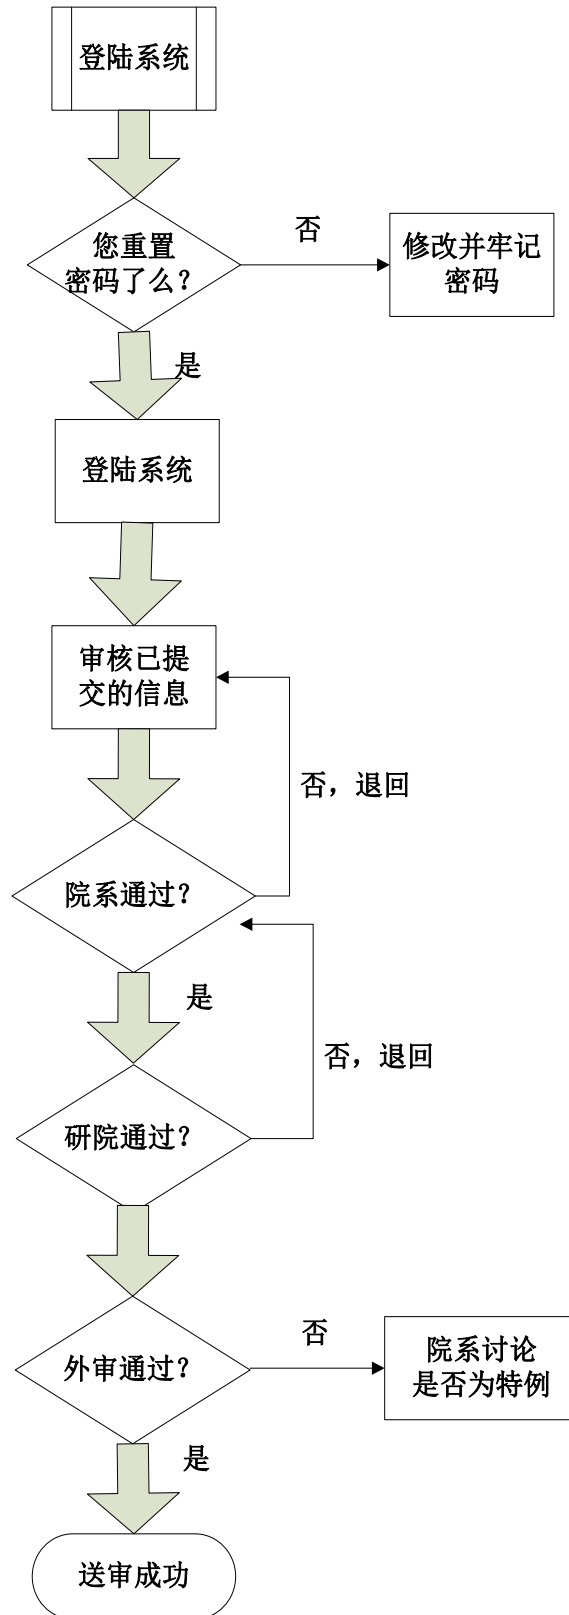 登陆系统
您重置
密码了么？
否
修改并牢记
密码
是
登陆系统
审核已提
交的信息
否，退回
院系通过？
是
否，退回
研院通过？
外审通过？
否
院系讨论
是否为特例
是
送审成功